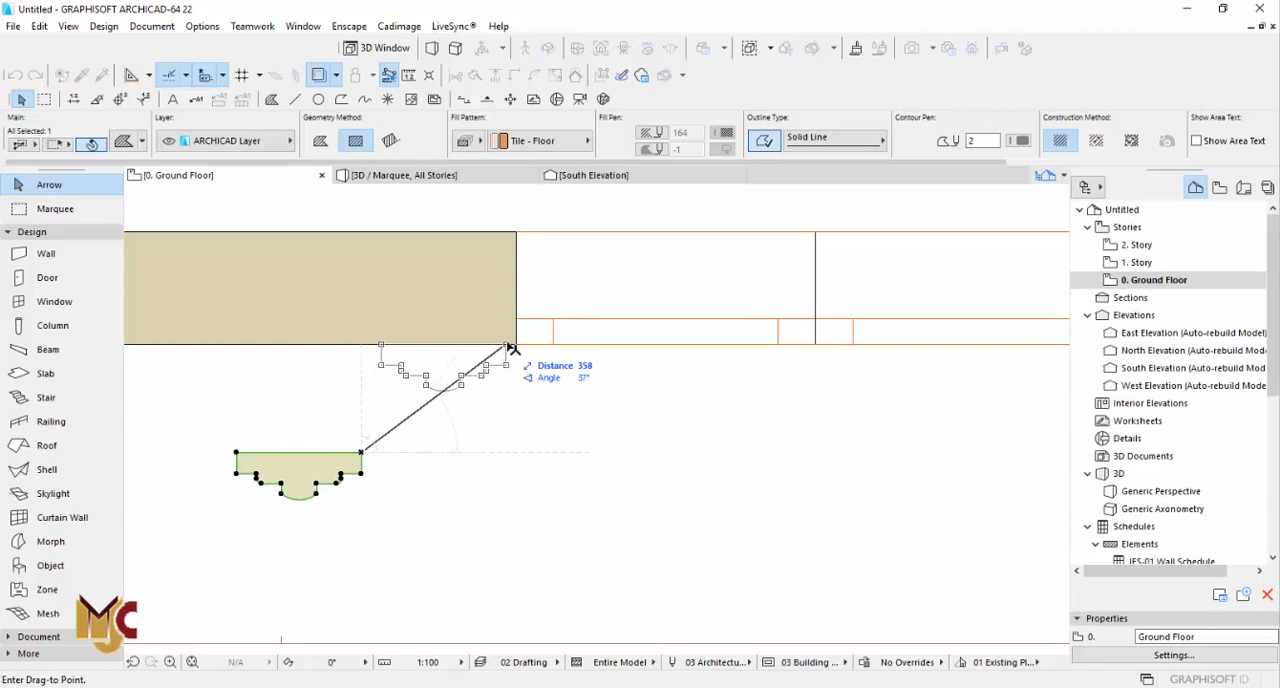 Untitled - GRAPHISOFT ARCHICAD-64 22
File Edit View Design Document Options Teamwork Window Enscape Cadimage LiveSync® Help
3D Window
Main:
All Selected: 1
Layer:
ARCHICAD Layer
Geometry Method:
Fill Pattern:
Tile - Floor
Fill Pen:
164
-1
Outline Type:
Solid Line
Contour Pen:
2
Construction Method:
Show Area Text:
Show Area Text
[0. Ground Floor]
[3D / Marquee, All Stories]
[South Elevation]
Arrow
Marquee
Design
Wall
Door
Window
Column
Beam
Slab
Stair
Railing
Roof
Shell
Skylight
Curtain Wall
Morph
Object
Zone
Mesh
Document
More
Distance 358
Angle 37°
MJC
Untitled
Stories
2. Story
1. Story
0. Ground Floor
Sections
Elevations
East Elevation (Auto-rebuild Model)
North Elevation (Auto-rebuild Model)
South Elevation (Auto-rebuild Mod
West Elevation (Auto-rebuild Model)
Interior Elevations
Worksheets
Details
3D Documents
3D
Generic Perspective
Generic Axonometry
Schedules
Elements
IES-01 Wall Schedule
Properties
0.
Ground Floor
Settings...
N/A
0°
1:100
02 Drafting
Entire Model
03 Architectu...
03 Building ...
No Overrides
01 Existing Pl...
Enter Drag-to Point.
GRAPHISOFT ID